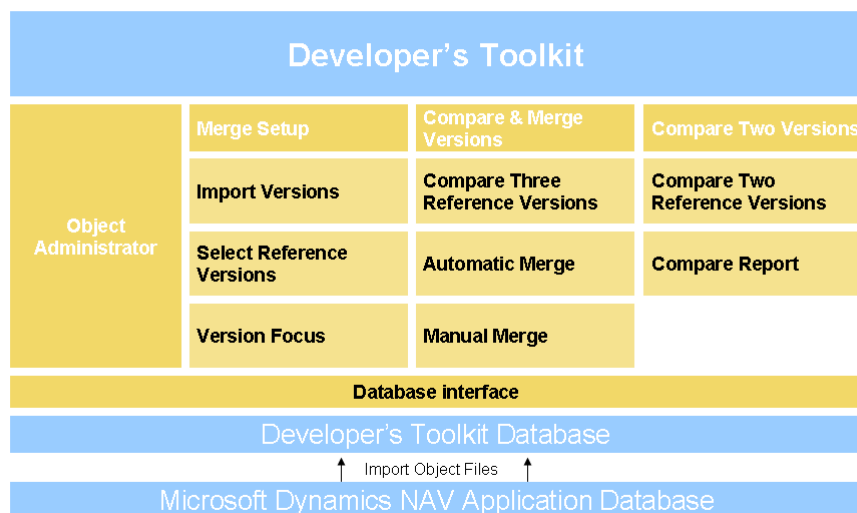 Developer's Toolkit
Object
Administrator
Merge Setup
Compare & Merge
Versions
Compare Two Versions
Import Versions
Compare Three
Reference Versions
Compare Two
Reference Versions
Select Reference
Versions
Automatic Merge
Compare Report
Version Focus
Manual Merge
Database interface
Developer's Toolkit Database
Import Object Files
Microsoft Dynamics NAV Application Database